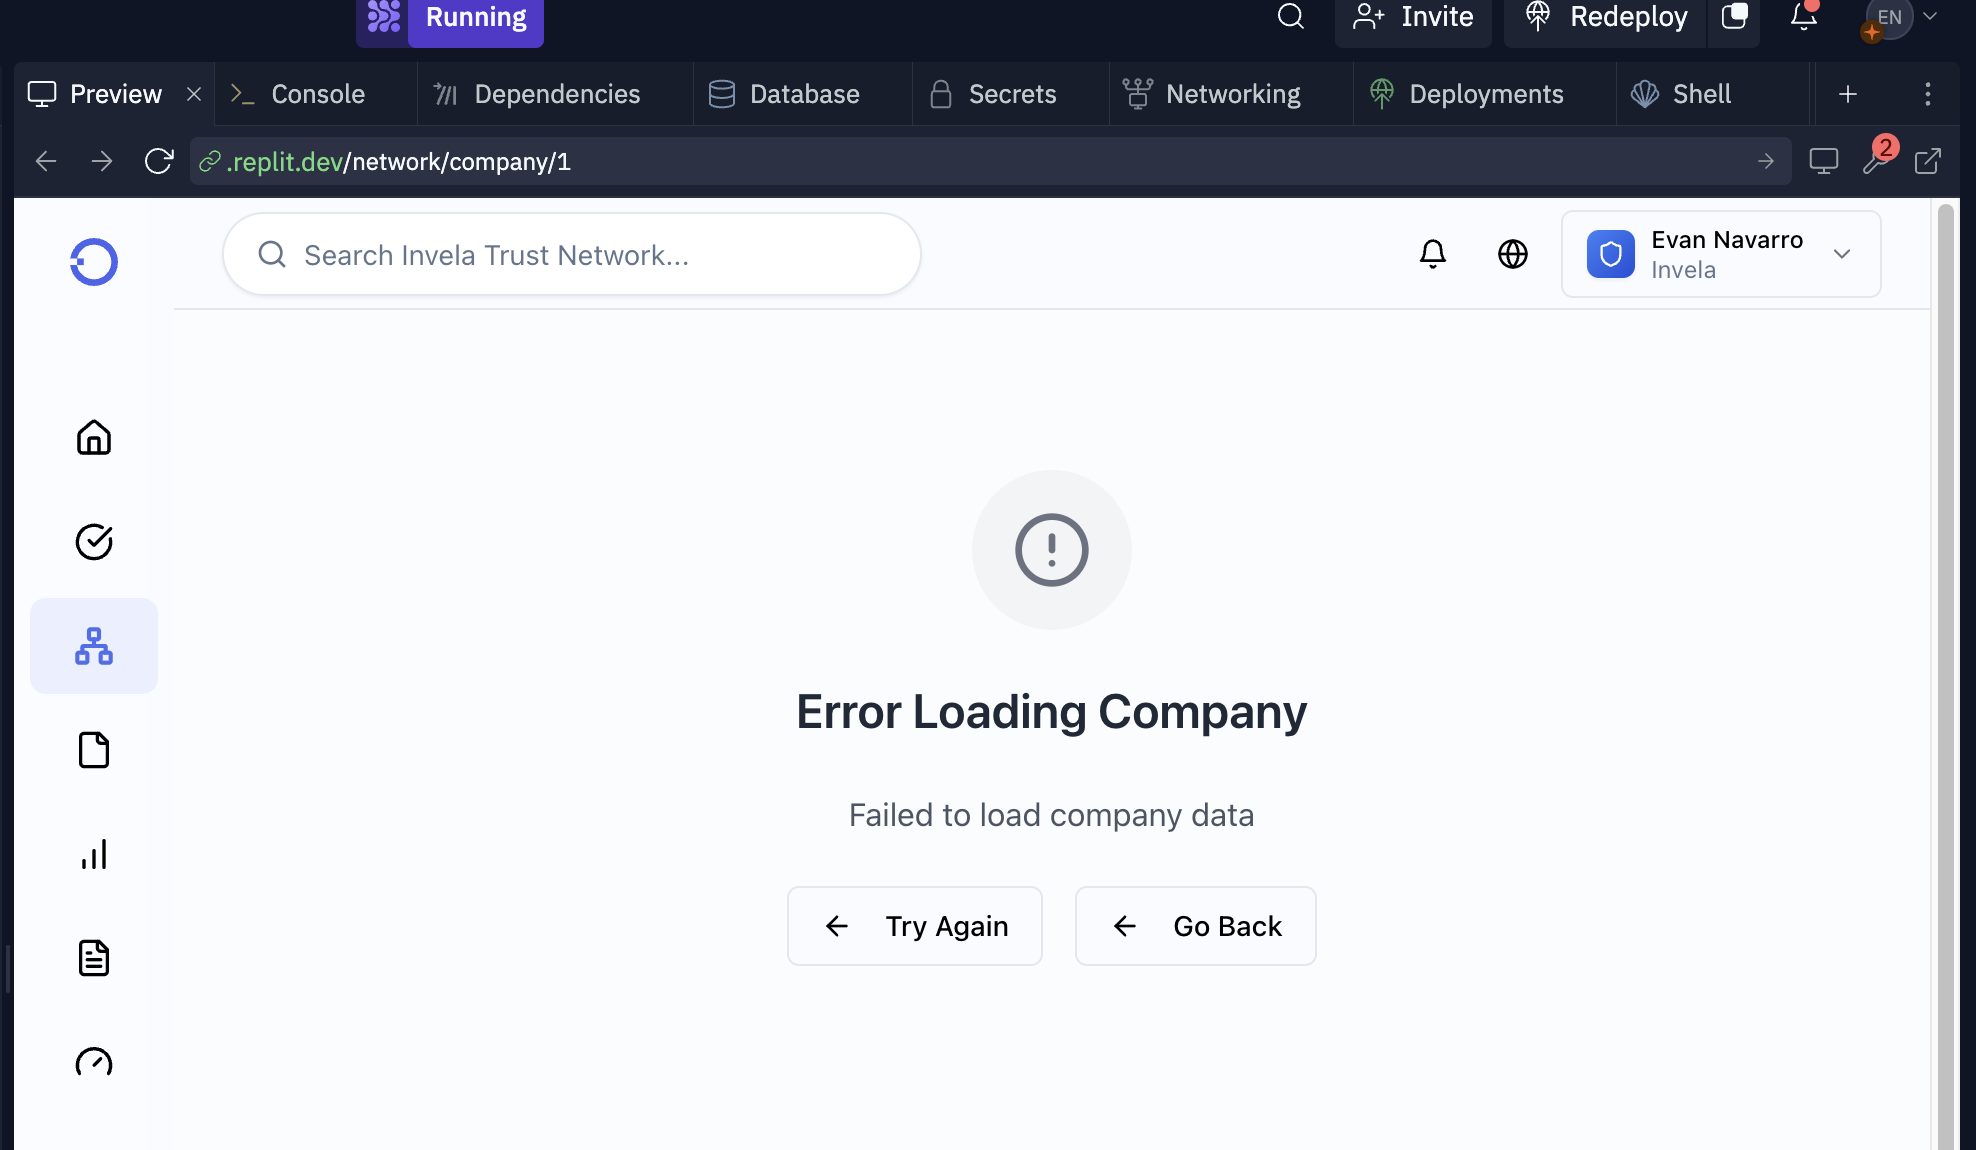 Running
Invite
Redeploy
EN
Preview
Console
Dependencies
Database
Secrets
Networking
Deployments
Shell
.replit.dev/network/company/1
2
Search Invela Trust Network...
Evan Navarro
Invela
Error Loading Company
Failed to load company data
Try Again
Go Back